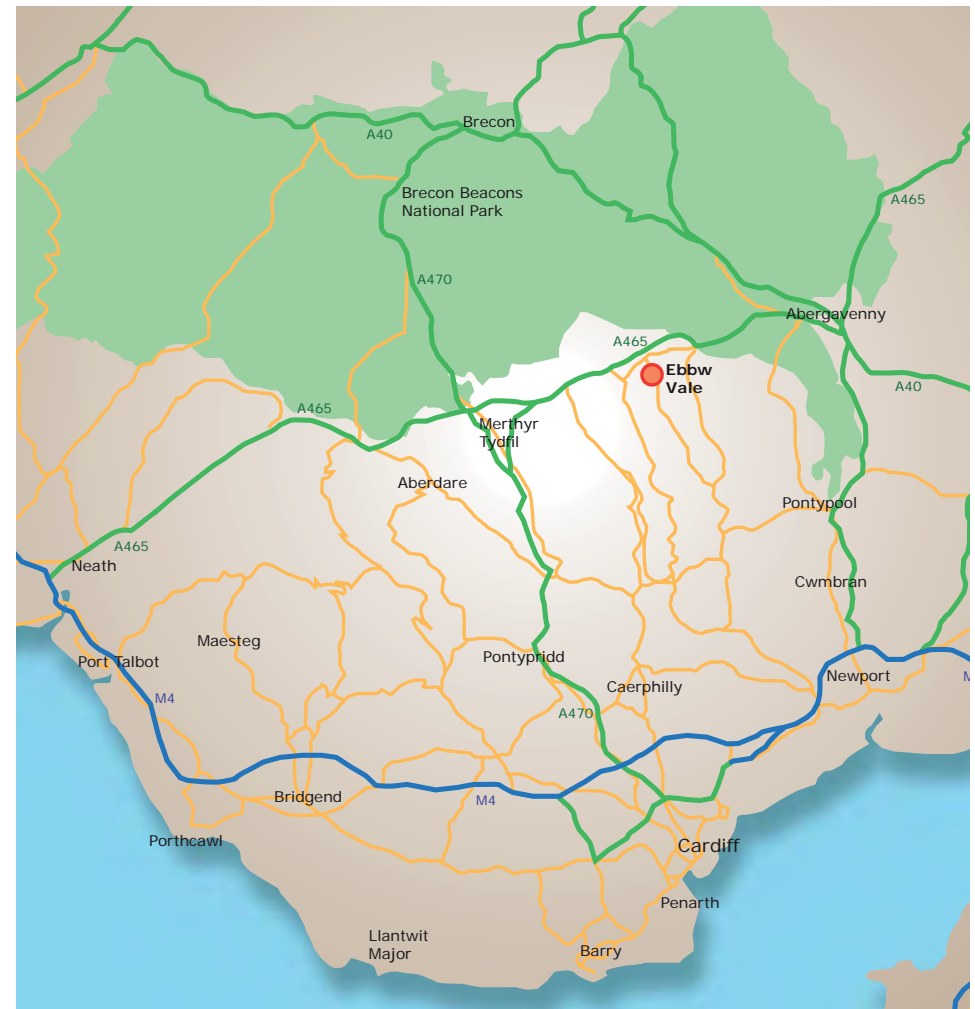 Brecon
A40
Brecon Beacons
National Park
A465
A470
Abergavenny
A465
Ebbw
Vale
A40
A465
Merthyr
Tydfil
Aberdare
Pontypool
A465
Neath
Cwmbran
Maesteg
Port Talbot
Pontypridd
Newport
M
Caerphilly
M4
A470
Bridgend
M4
Porthcawl
Cardiff
Penarth
Llantwit
Major
Barry